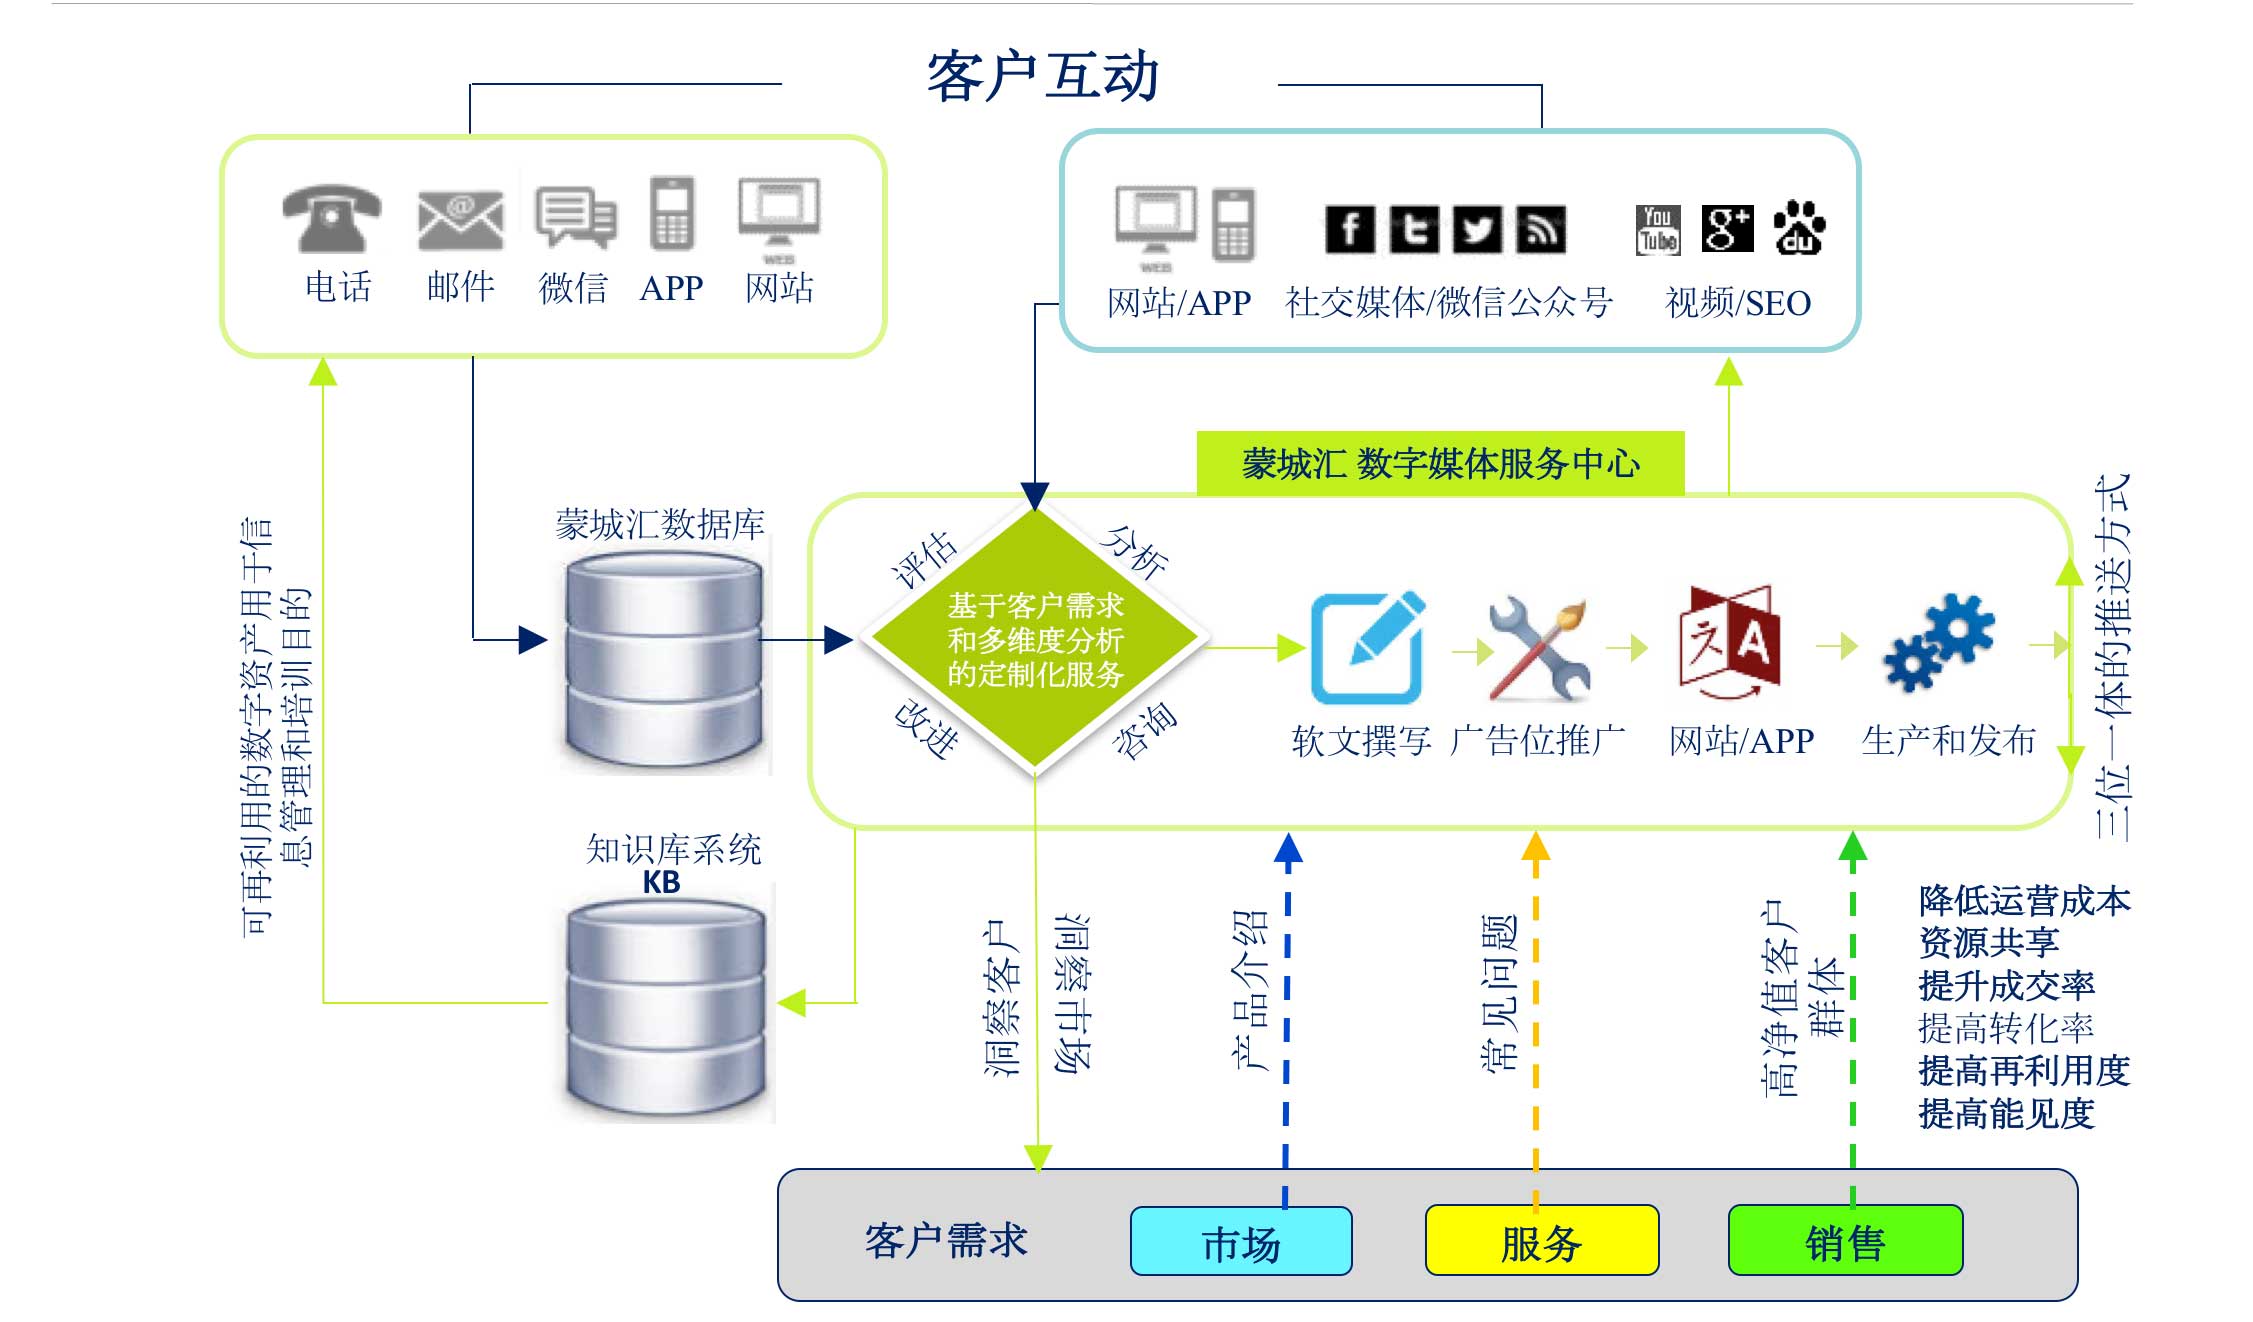 客户互动
电话
邮件
微信
APP
网站
WEB
WEB
网站/APP
社交媒体/微信公众号
You
Tube
g+
du
视频/SEO
蒙城汇 数字媒体服务中心
蒙城汇数据库
评估
分析
基于客户需求
和多维度分析
的定制化服务
改进
咨询
软文撰写
广告位推广
网站/APP
生产和发布
三位一体的推送方式
可再利用的数字资产用于信
息管理和培训目的
知识库系统
KB
洞察客户
洞察市场
产品介绍
常见问题
高净值客户
群体
降低运营成本
资源共享
提升成交率
提高转化率
提高再利用度
提高能见度
客户需求
市场
服务
销售